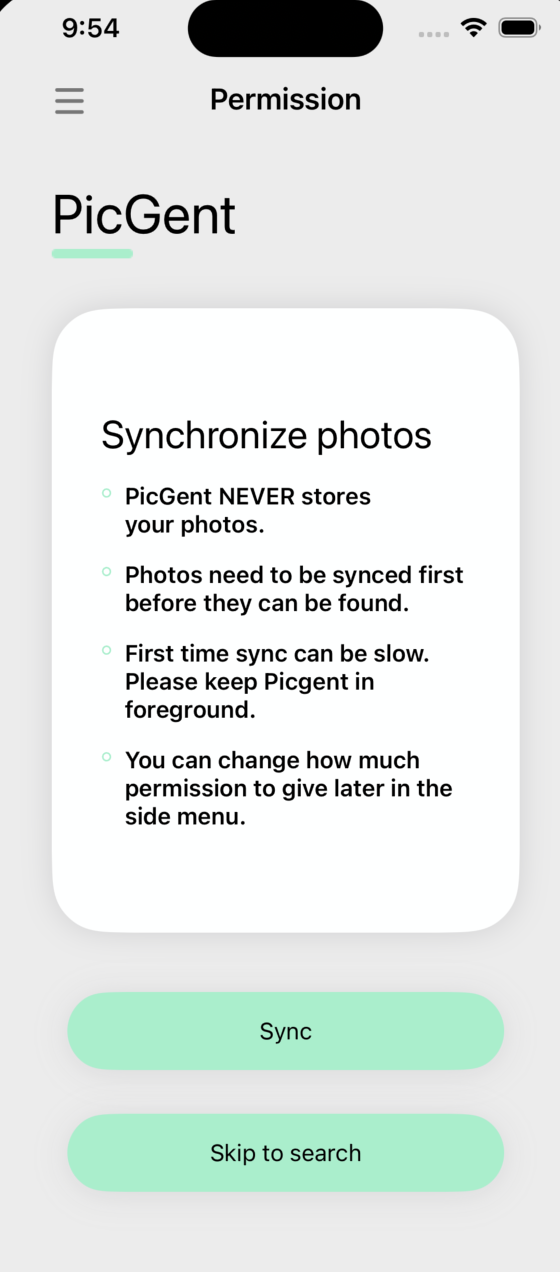 9:54
Permission
PicGent
Synchronize photos
PicGent NEVER stores
your photos.
Photos need to be synced first
before they can be found.
First time sync can be slow.
Please keep Picgent in
foreground.
You can change how much
permission to give later in the
side menu.
Sync
Skip to search